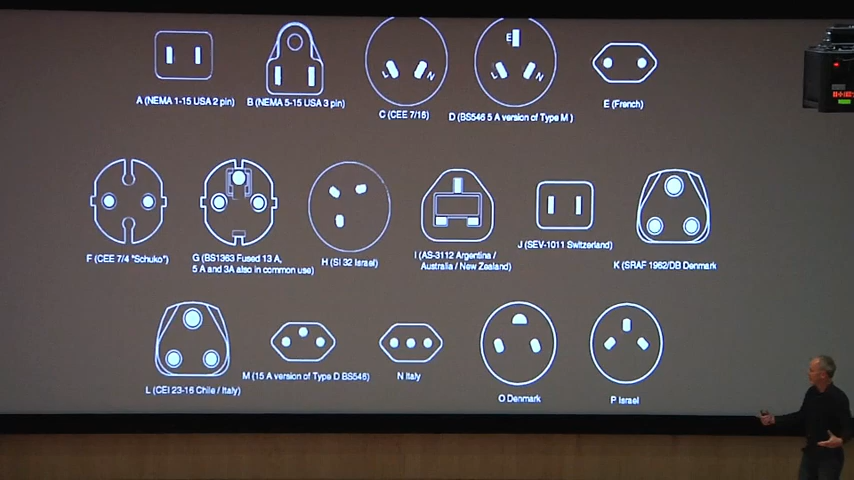 E
L N
L N
A (NEMA 1-15 USA 2 pin)
B (NEMA 5-15 USA 3 pin)
C (CEE 7/16)
D (BS546 5 A version of Type M )
E (French)
F (CEE 7/4 "Schuko")
G (BS1363 Fused 13 A,
5 A and 3A also in common use)
H (SI 32 Israel)
I (AS-3112 Argentina /
Australia / New Zealand)
J (SEV-1011 Switzerland)
K (SRAF 1962/DB Denmark
L (CEI 23-16 Chile / Italy)
M (15 A version of Type D BS546)
N Italy
O Denmark
P Israel